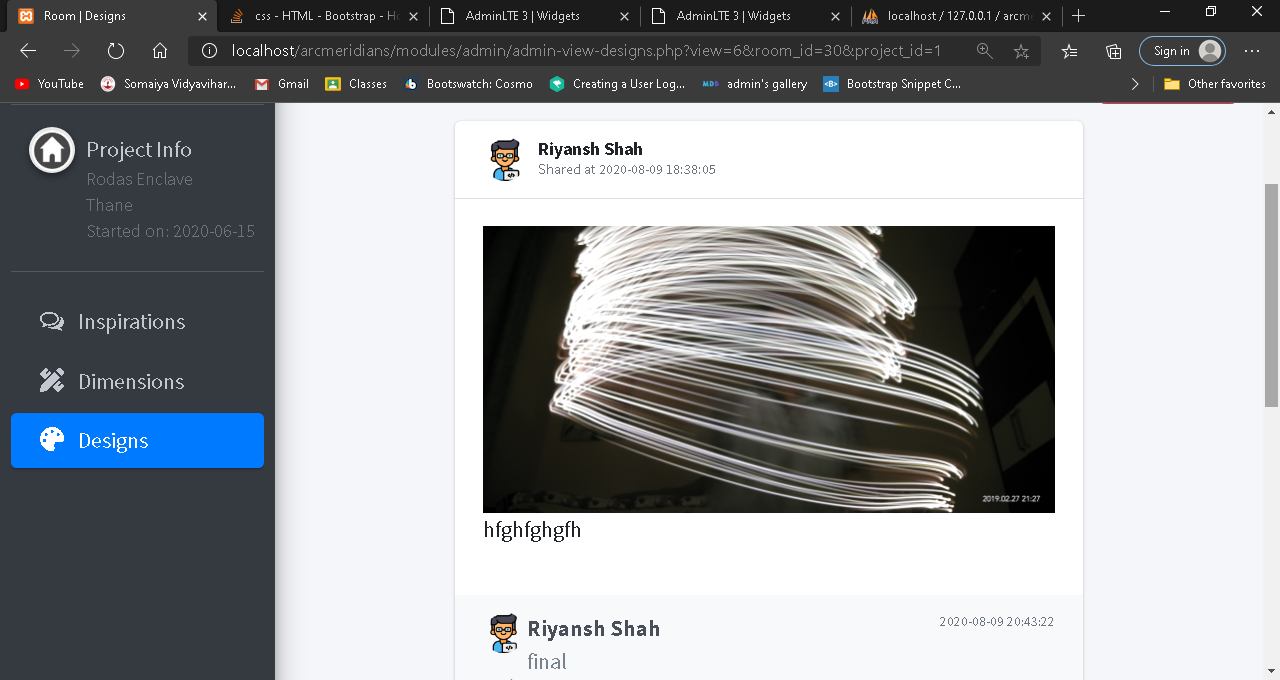 Room | Designs
css - HTML - Bootstrap - Ho
AdminLTE 3 | Widgets
AdminLTE 3 | Widgets
localhost / 127.0.0.1 / arcme
localhost/arcmeridians/modules/admin/admin-view-designs.php?view=6&room_id=30&project_id=1
Sign in
YouTube
Somaiya Vidyavihar...
Gmail
Classes
Bootswatch: Cosmo
Creating a User Log...
MDB
admin's gallery
Bootstrap Snippet C...
Other favorites
Project Info
Rodas Enclave
Thane
Started on: 2020-06-15
Inspirations
Dimensions
Designs
Riyansh Shah
Shared at 2020-08-09 18:38:05
2019.02.27 21:27
hfghfghgfh
Riyansh Shah
2020-08-09 20:43:22
final